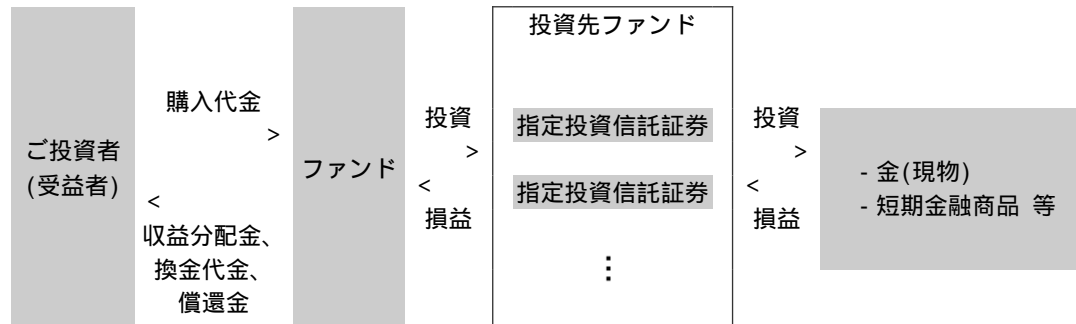 投資先ファンド
ご投資者
(受益者)
購入代金
>
<
収益分配金、
換金代金、
償還金
ファンド
投資
>
<
損益
指定投資信託証券
指定投資信託証券
⋮
投資
>
<
損益
- 金(現物)
- 短期金融商品 等